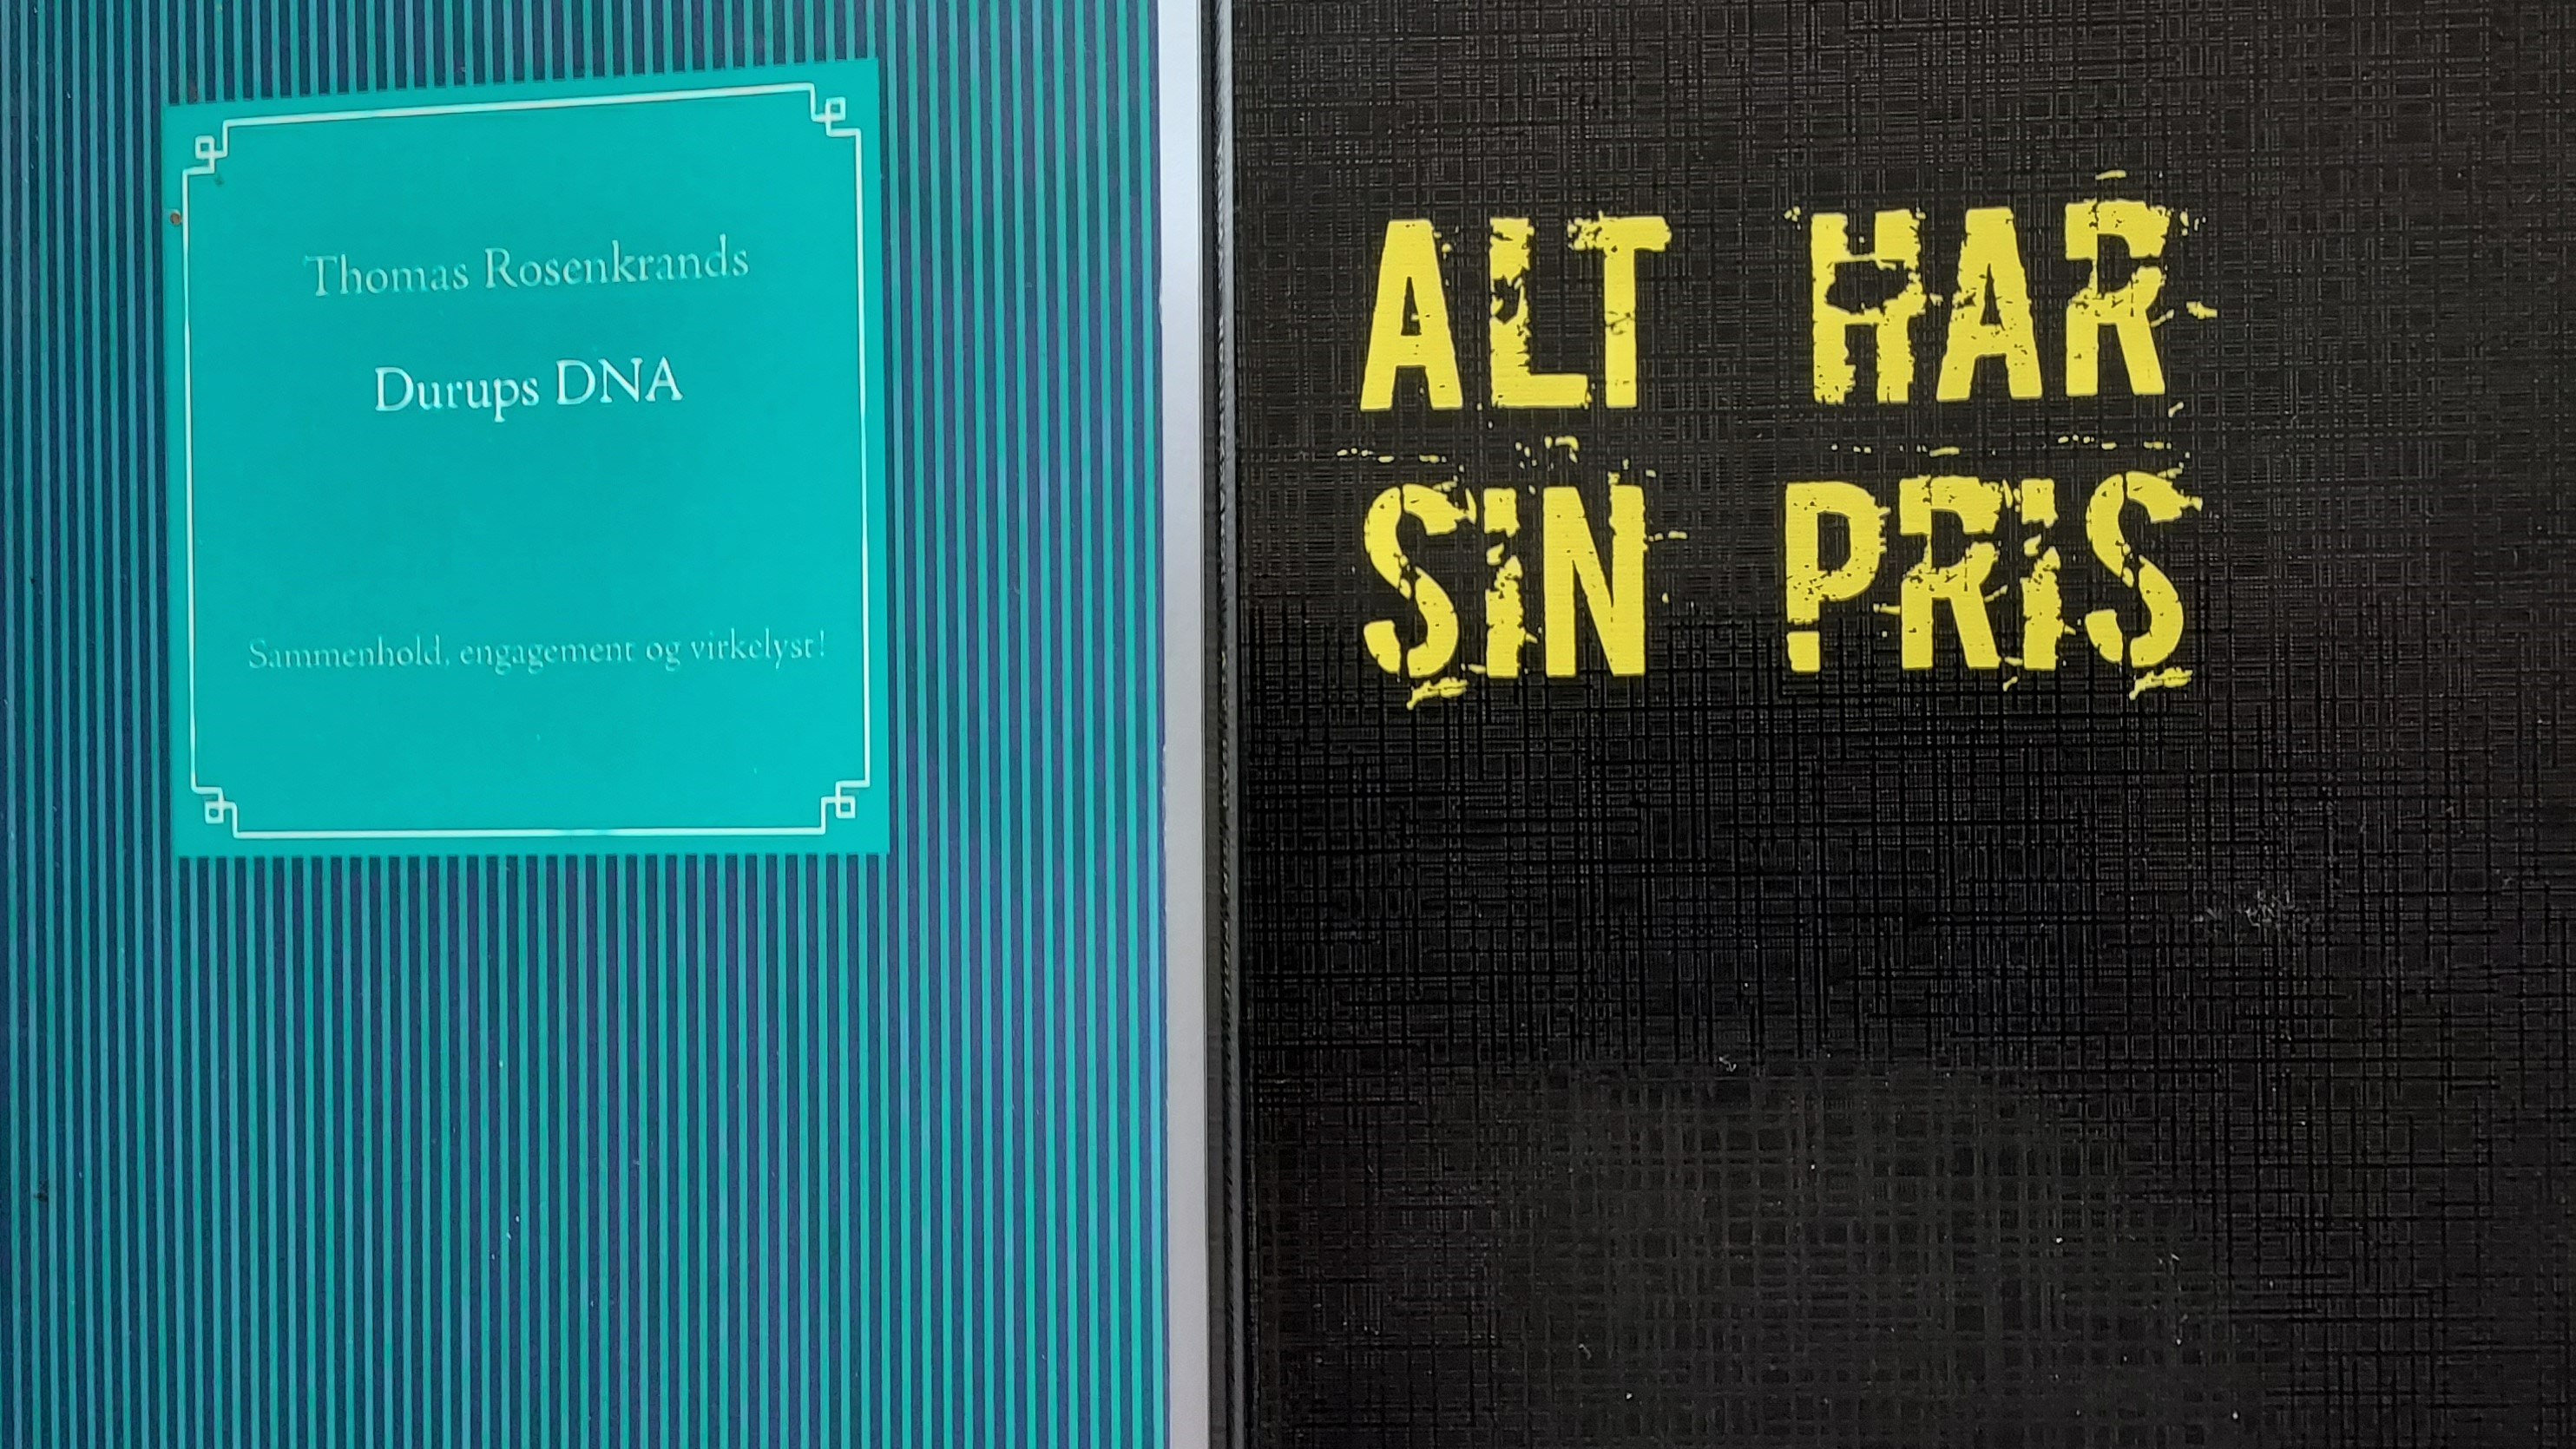 Thomas Rosenkrands
Durups DNA
Sammenhold, engagement og virkelyst!
ALT HAR
SIN PRIS